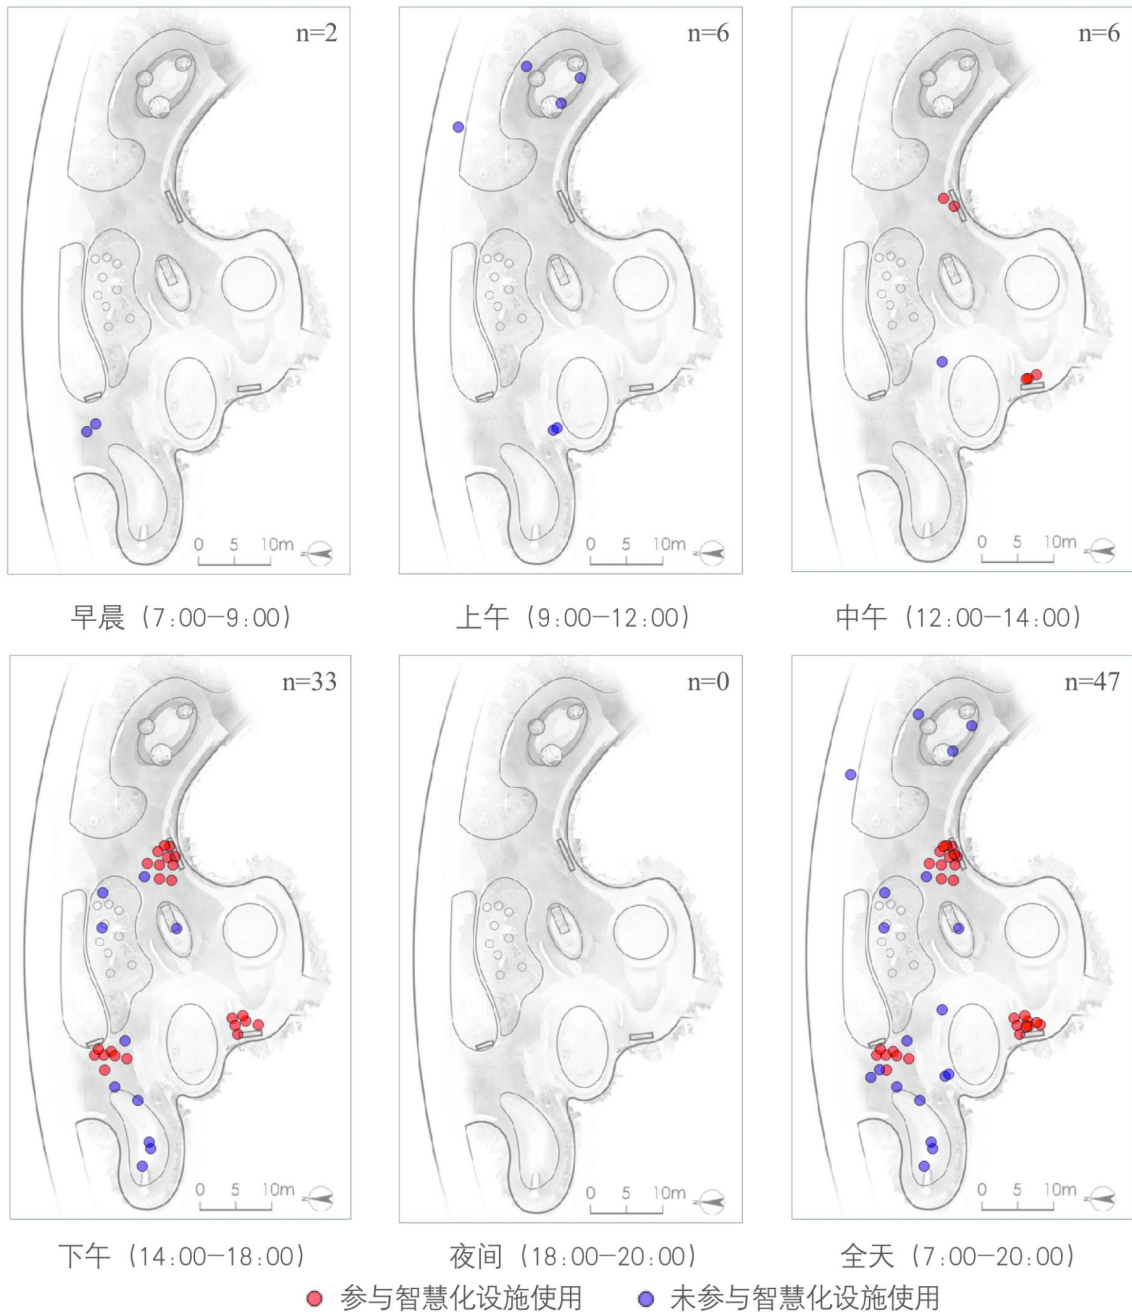 n=2
n=6
n=6
0 5 10m N
0 5 10m N
0 5 10m N
早晨 (7:00—9:00)
上午 (9:00—12:00)
中午 (12:00—14:00)
n=33
n=0
n=47
0 5 10m N
0 5 10m N
0 5 10m N
下午 (14:00—18:00)
夜间 (18:00—20:00)
全天 (7:00—20:00)
参与智慧化设施使用
未参与智慧化设施使用